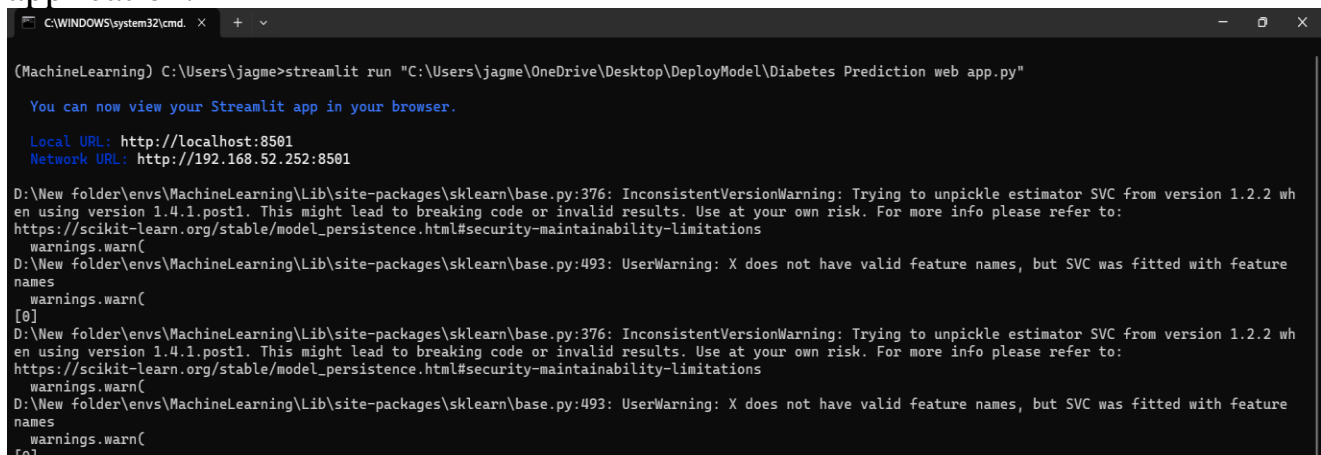 application.
C:\WINDOWS\system32\cmd.
(MachineLearning) C:\Users\jagme>streamlit run "C:\Users\jagme\OneDrive\Desktop\DeployModel\Diabetes Prediction web app.py"
You can now view your Streamlit app in your browser.
Local URL: http://localhost:8501
Network URL: http://192.168.52.252:8501
D:\New folder\envs\MachineLearning\Lib\site-packages\sklearn\base.py:376: InconsistentVersionWarning: Trying to unpickle estimator SVC from version 1.2.2 wh
en using version 1.4.1.post1. This might lead to breaking code or invalid results. Use at your own risk. For more info please refer to:
https://scikit-learn.org/stable/model_persistence.html#security-maintainability-limitations
warnings.warn(
D:\New folder\envs\MachineLearning\Lib\site-packages\sklearn\base.py:493: UserWarning: X does not have valid feature names, but SVC was fitted with feature
names
warnings.warn(
[0]
D:\New folder\envs\MachineLearning\Lib\site-packages\sklearn\base.py:376: InconsistentVersionWarning: Trying to unpickle estimator SVC from version 1.2.2 wh
en using version 1.4.1.post1. This might lead to breaking code or invalid results. Use at your own risk. For more info please refer to:
https://scikit-learn.org/stable/model_persistence.html#security-maintainability-limitations
warnings.warn(
D:\New folder\envs\MachineLearning\Lib\site-packages\sklearn\base.py:493: UserWarning: X does not have valid feature names, but SVC was fitted with feature
names
warnings.warn(
[0]